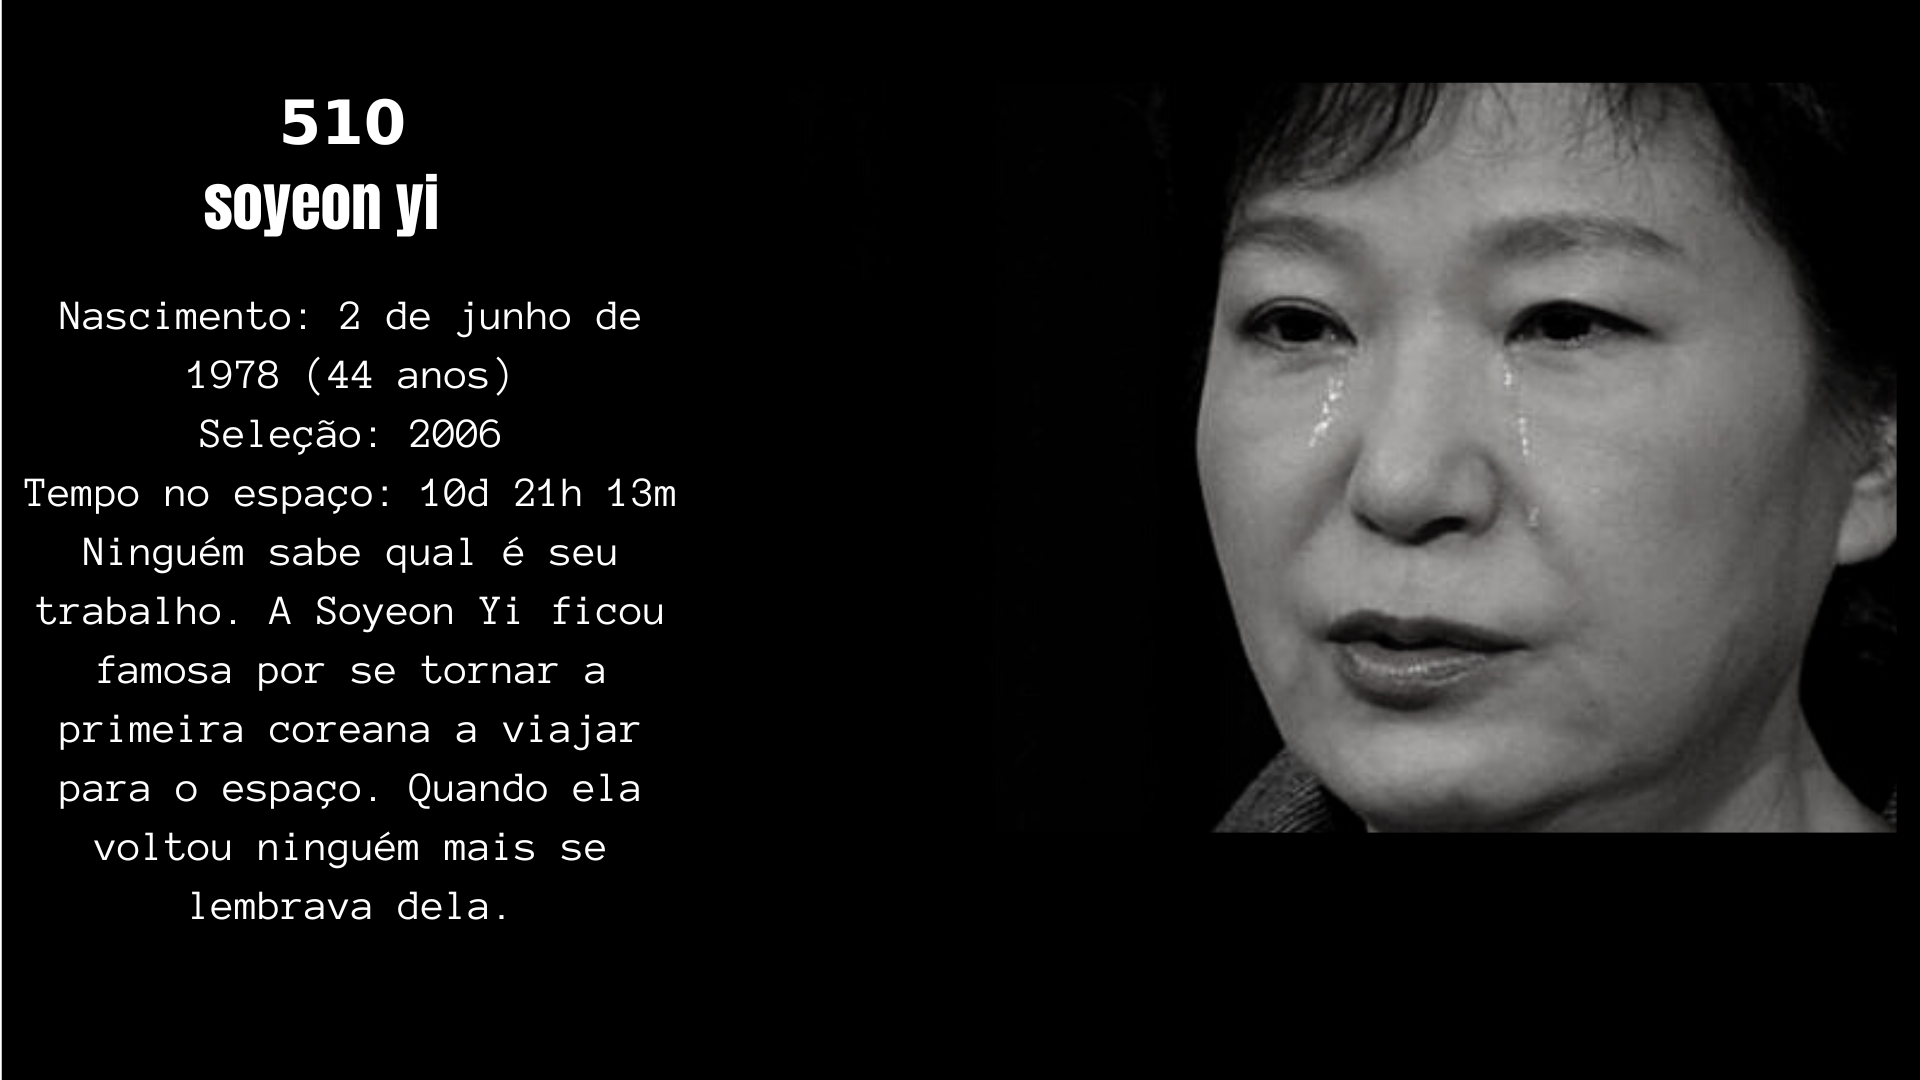 510
soyeon yi
Nascimento: 2 de junho de
1978 (44 anos)
Seleção: 2006
Tempo no espaço: 10d 21h 13m
Ninguém sabe qual é seu
trabalho. A Soyeon Yi ficou
famosa por se tornar a
primeira coreana a viajar
para o espaço. Quando ela
voltou ninguém mais se
lembrava dela.